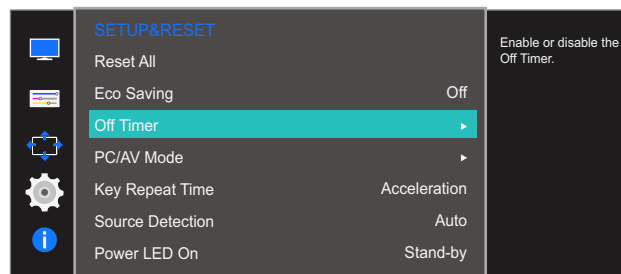 SETUP&RESET
Reset All
Eco Saving Off
Off Timer
PC/AV Mode
Key Repeat Time Acceleration
Source Detection Auto
Power LED On Stand-by
Enable or disable the
Off Timer.